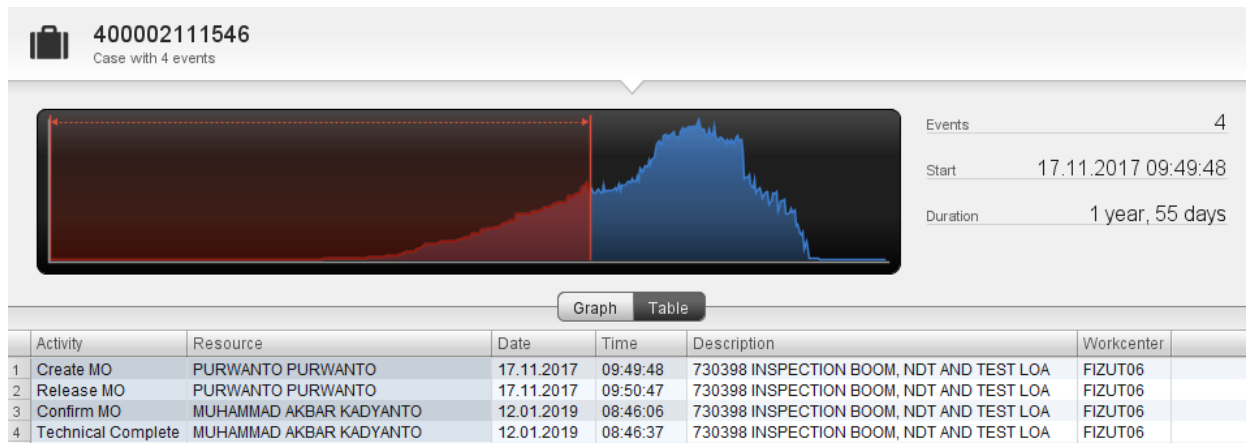 400002111546
Case with 4 events
Events 4
Start 17.11.2017 09:49:48
Duration 1 year, 55 days
Graph Table
Activity Resource Date Time Description Workcenter
1 Create MO PURWANTO PURWANTO 17.11.2017 09:49:48 730398 INSPECTION BOOM, NDT AND TEST LOA FIZUT06
2 Release MO PURWANTO PURWANTO 17.11.2017 09:50:47 730398 INSPECTION BOOM, NDT AND TEST LOA FIZUT06
3 Confirm MO MUHAMMAD AKBAR KADYANTO 12.01.2019 08:46:06 730398 INSPECTION BOOM, NDT AND TEST LOA FIZUT06
4 Technical Complete MUHAMMAD AKBAR KADYANTO 12.01.2019 08:46:37 730398 INSPECTION BOOM, NDT AND TEST LOA FIZUT06